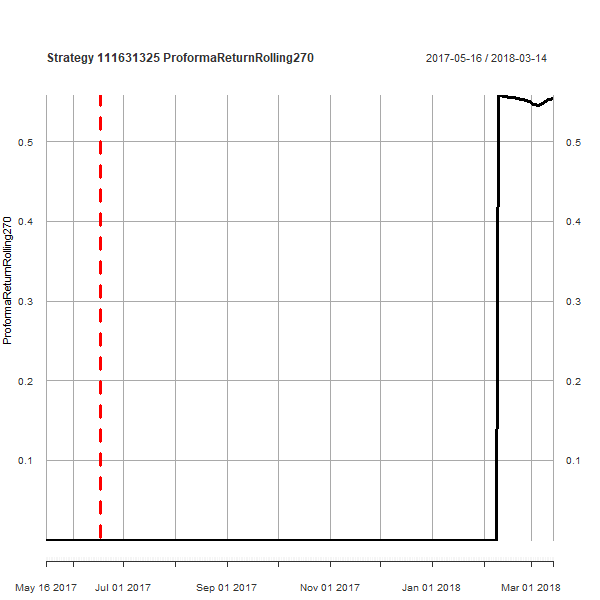 Strategy 111631325 ProformaReturnRolling270
2017-05-16 / 2018-03-14
ProformaReturnRolling270
0.5 0.5
0.4 0.4
0.3 0.3
0.2 0.2
0.1 0.1
May 16 2017 Jul 01 2017 Sep 01 2017 Nov 01 2017 Jan 01 2018 Mar 01 2018